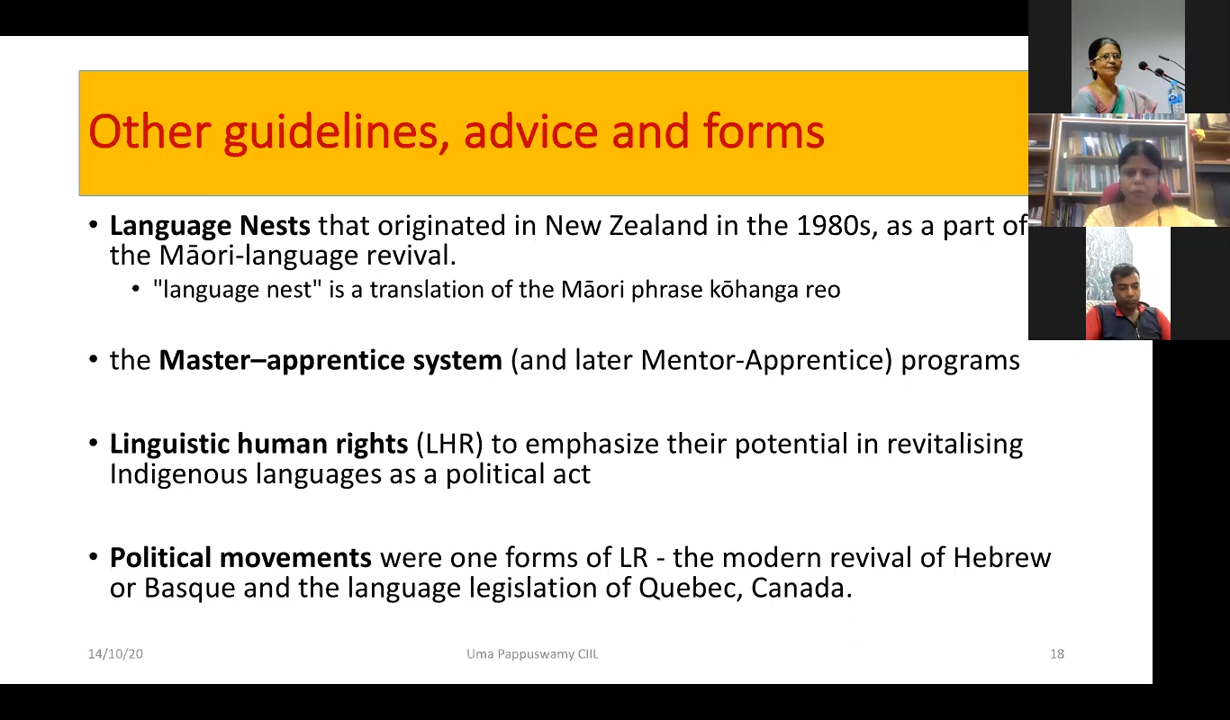 Other guidelines, advice and forms
• Language Nests that originated in New Zealand in the 1980s, as a part of
the Māori-language revival.
• "language nest" is a translation of the Māori phrase kōhanga reo
• the Master–apprentice system (and later Mentor-Apprentice) programs
• Linguistic human rights (LHR) to emphasize their potential in revitalising
Indigenous languages as a political act
• Political movements were one forms of LR - the modern revival of Hebrew
or Basque and the language legislation of Quebec, Canada.
14/10/20 Uma Pappuswamy CIIL 18